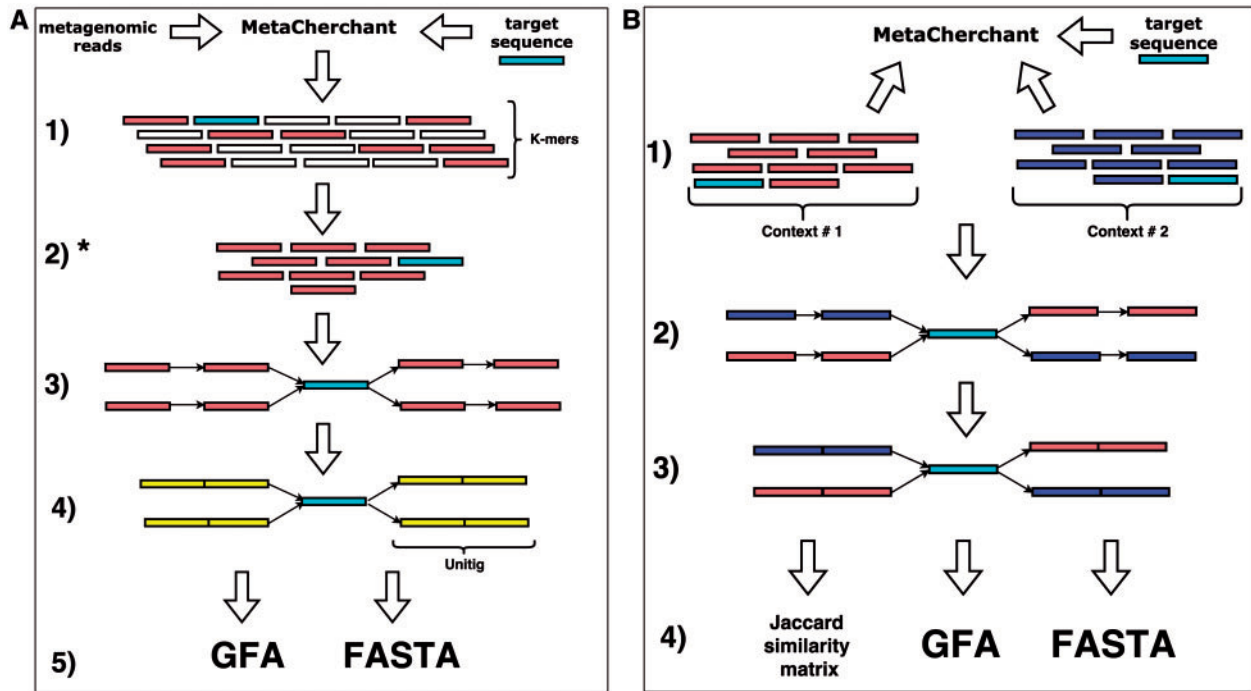 A
metagenomic
reads
MetaCherchant
target
sequence
1)
K-mers
2) *
3)
4)
Unitig
5)
GFA
FASTA
B
MetaCherchant
target
sequence
1)
Context # 1
Context # 2
2)
3)
4)
Jaccard
similarity
matrix
GFA
FASTA